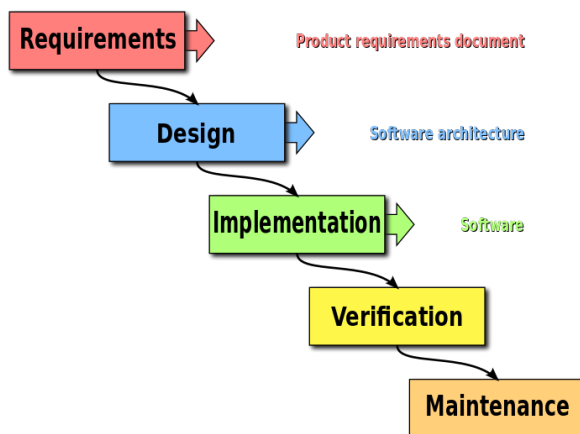 Requirements
Product requirements document
Design
Software architecture
Implementation
Software
Verification
Maintenance